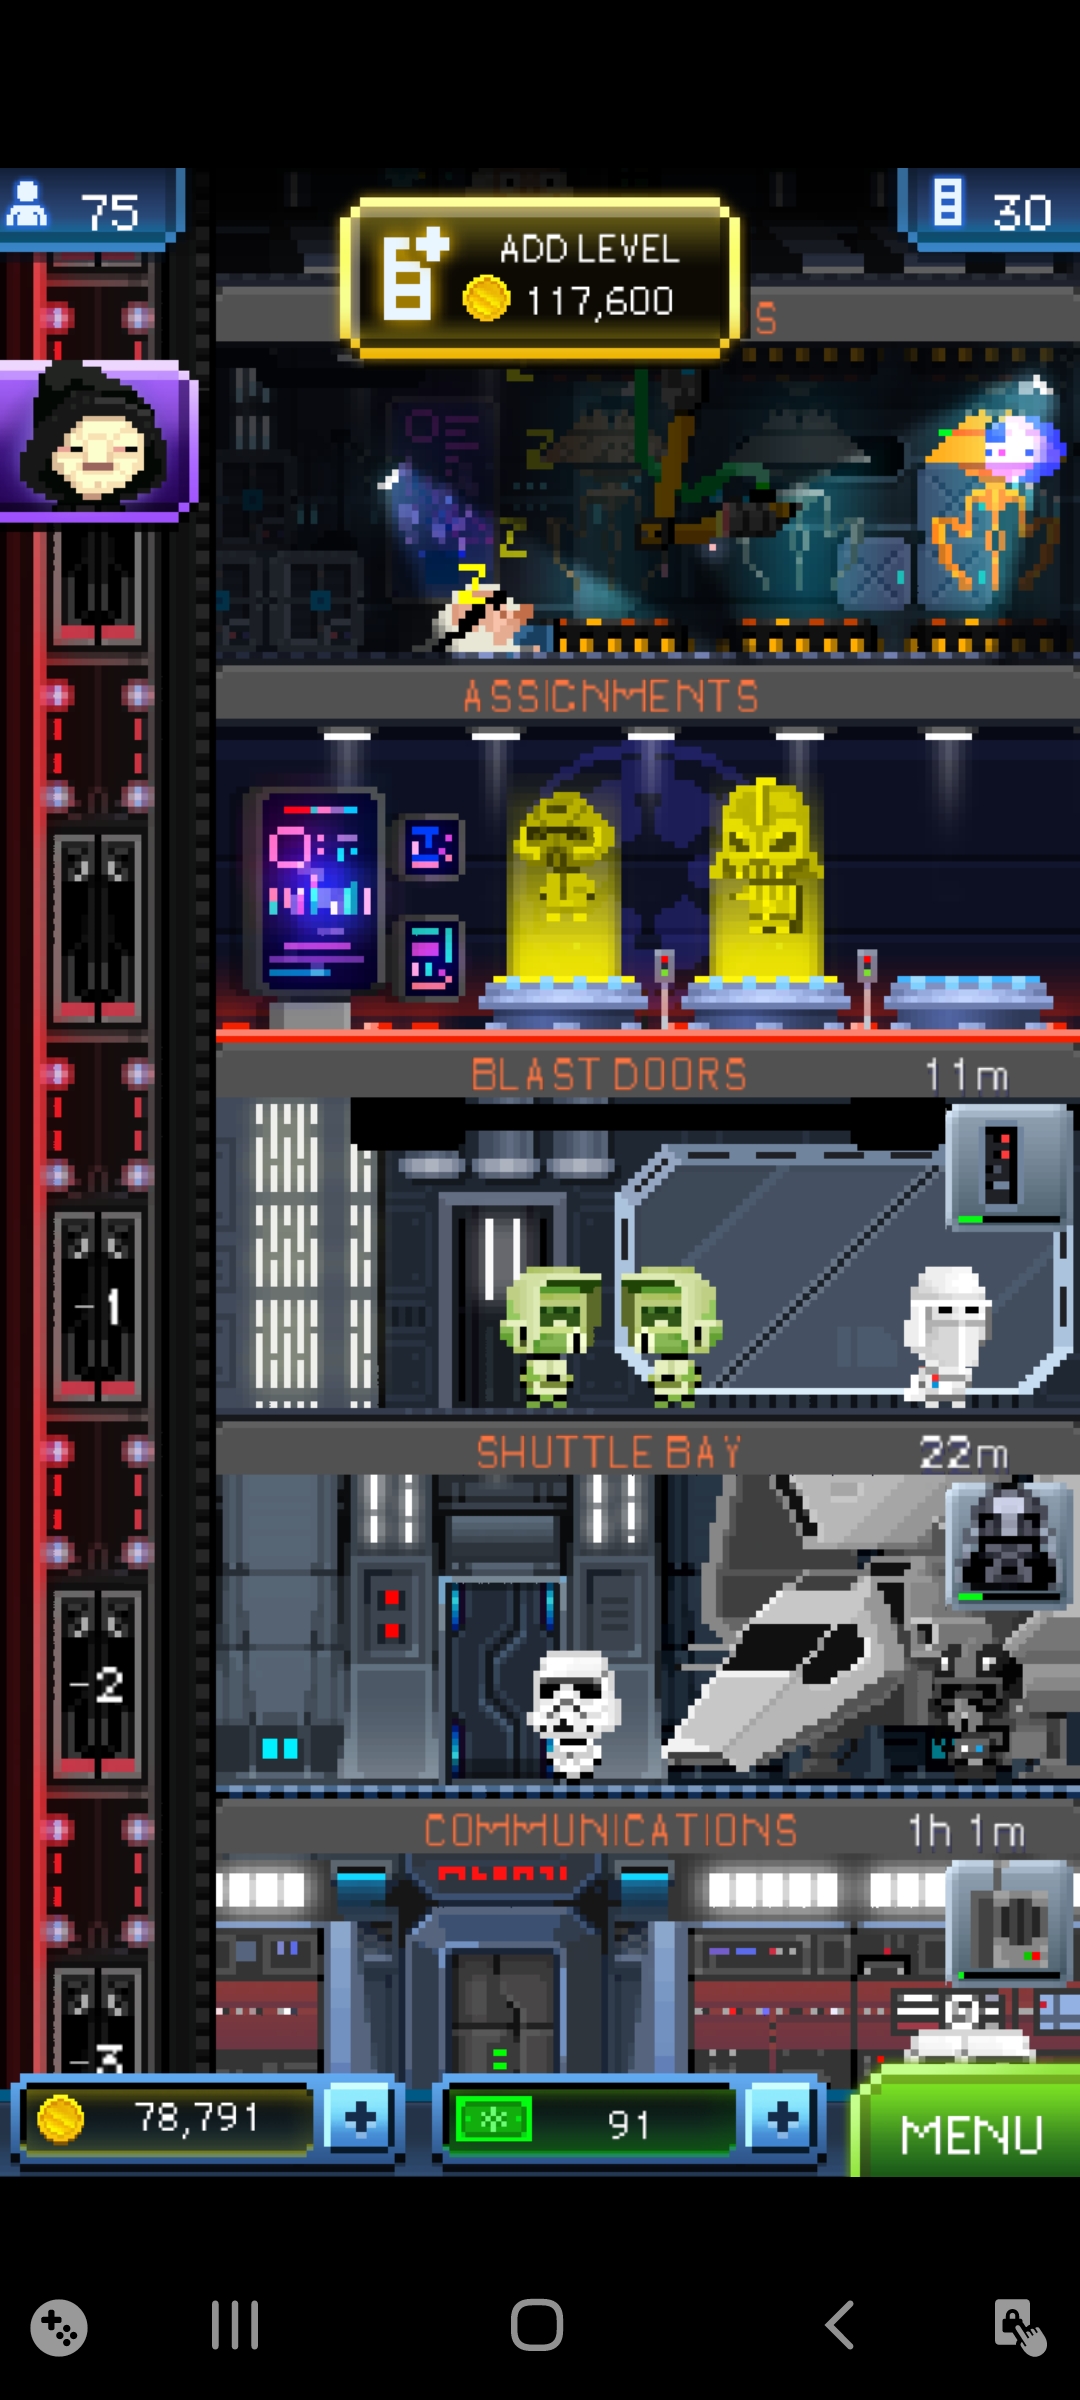 75
ADD LEVEL
117,600
30
S
Z
Z
Z
ASSIGNMENTS
BLAST DOORS 11m
-1
SHUTTLE BAY 22m
-2
COMMUNICATIONS 1h 1m
-3
78,791 +
91 +
MENU